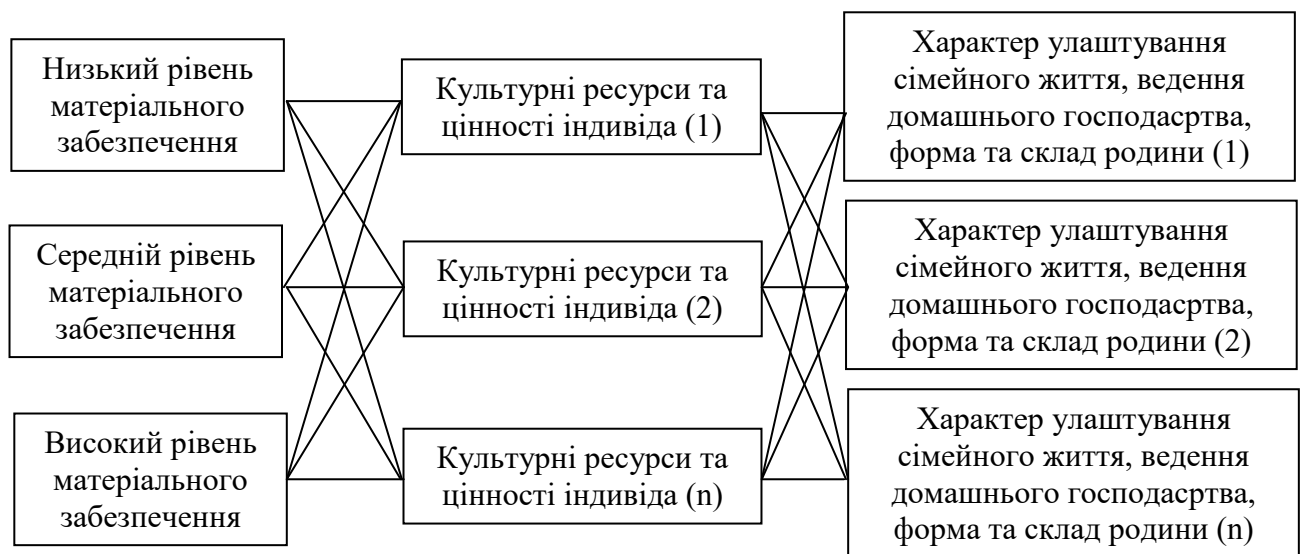 Низький рівень
матеріального
забезпечення
Культурні ресурси та
цінності індивіда (1)
Характер улаштування
сімейного життя, ведення
домашнього господасртва,
форма та склад родини (1)
Середній рівень
матеріального
забезпечення
Культурні ресурси та
цінності індивіда (2)
Характер улаштування
сімейного життя, ведення
домашнього господасртва,
форма та склад родини (2)
Високий рівень
матеріального
забезпечення
Культурні ресурси та
цінності індивіда (n)
Характер улаштування
сімейного життя, ведення
домашнього господасртва,
форма та склад родини (n)